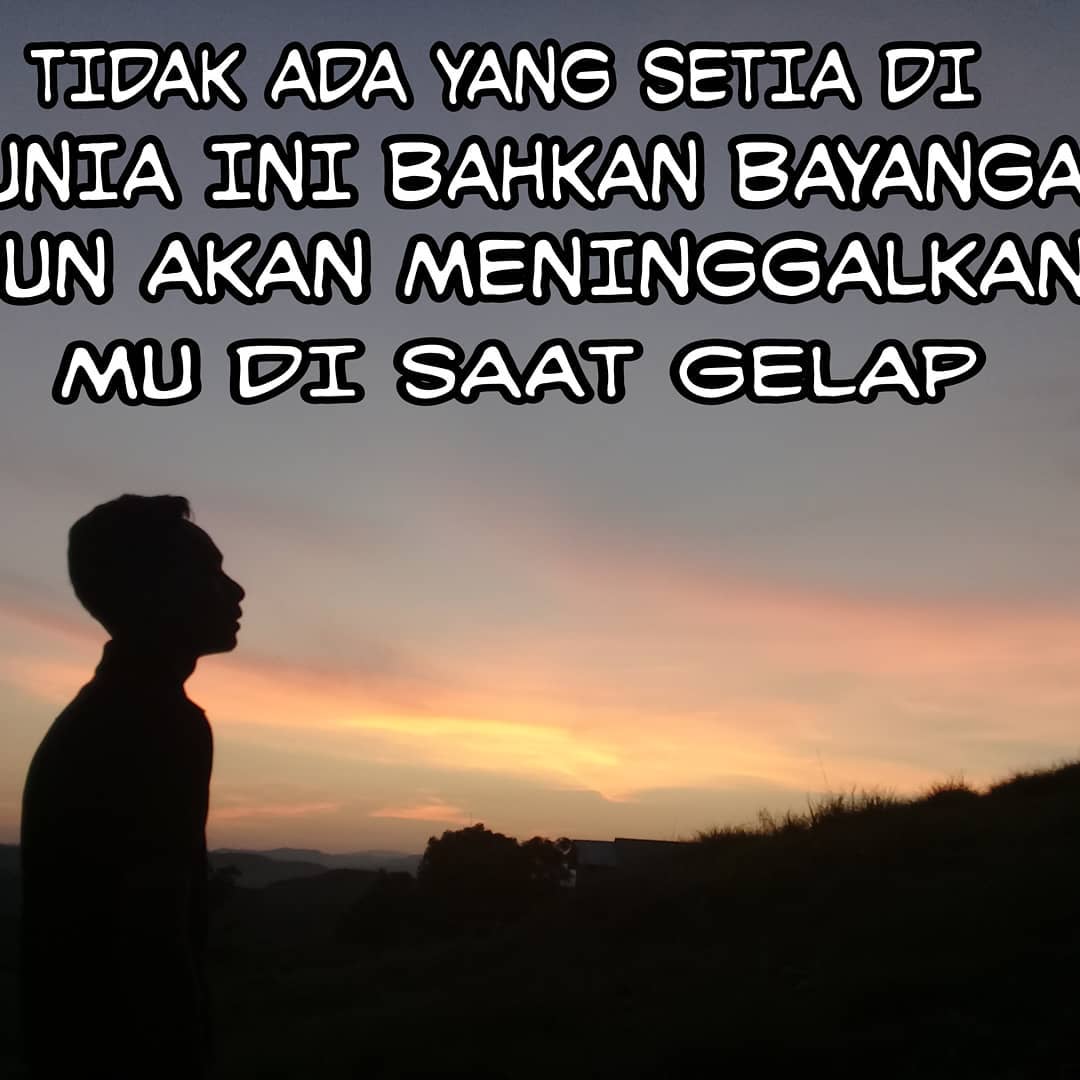 TIDAK ADA YANG SETIA DI
UNIA INI BAHKAN BAYANGA
UN AKAN MENINGGALKAN
MU DI SAAT GELAP